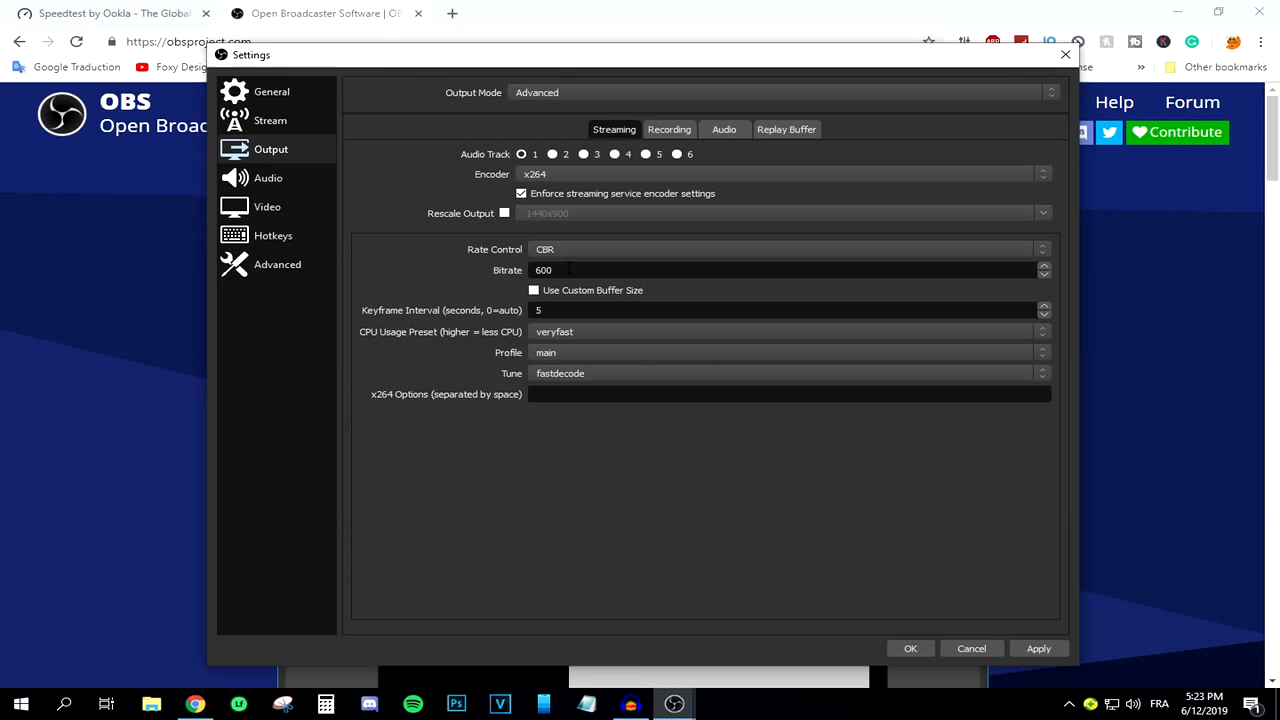 Speedtest by Ookla - The Global
Open Broadcaster Software | OB
https://obsproject.com
Google Traduction
Foxy Desig
nse
»
Other bookmarks
OBS
Open Broad
Help
Forum
Contribute
Settings
General
Stream
Output
Audio
Video
Hotkeys
Advanced
Output Mode Advanced
Streaming Recording Audio Replay Buffer
Audio Track 1 2 3 4 5 6
Encoder x264
Enforce streaming service encoder settings
Rescale Output 1440x900
Rate Control CBR
Bitrate 600
Use Custom Buffer Size
Keyframe Interval (seconds, 0=auto) 5
CPU Usage Preset (higher = less CPU) veryfast
Profile main
Tune fastdecode
x264 Options (separated by space)
OK Cancel Apply
Ps
V
FRA
5:23 PM
6/12/2019
1